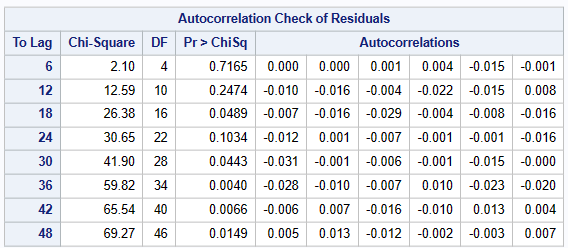 Autocorrelation Check of Residuals
To Lag Chi-Square DF Pr > ChiSq Autocorrelations
6 2.10 4 0.7165 0.000 0.000 0.001 0.004 -0.015 -0.001
12 12.59 10 0.2474 -0.010 -0.016 -0.004 -0.022 -0.015 0.008
18 26.38 16 0.0489 -0.007 -0.016 -0.029 -0.004 -0.008 -0.016
24 30.65 22 0.1034 -0.012 0.001 -0.007 -0.001 -0.001 -0.016
30 41.90 28 0.0443 -0.031 -0.001 -0.006 -0.001 -0.015 -0.000
36 59.82 34 0.0040 -0.028 -0.010 -0.007 0.010 -0.023 -0.020
42 65.54 40 0.0066 -0.006 0.007 -0.016 -0.010 0.013 0.004
48 69.27 46 0.0149 0.005 0.013 -0.012 -0.002 -0.003 0.007